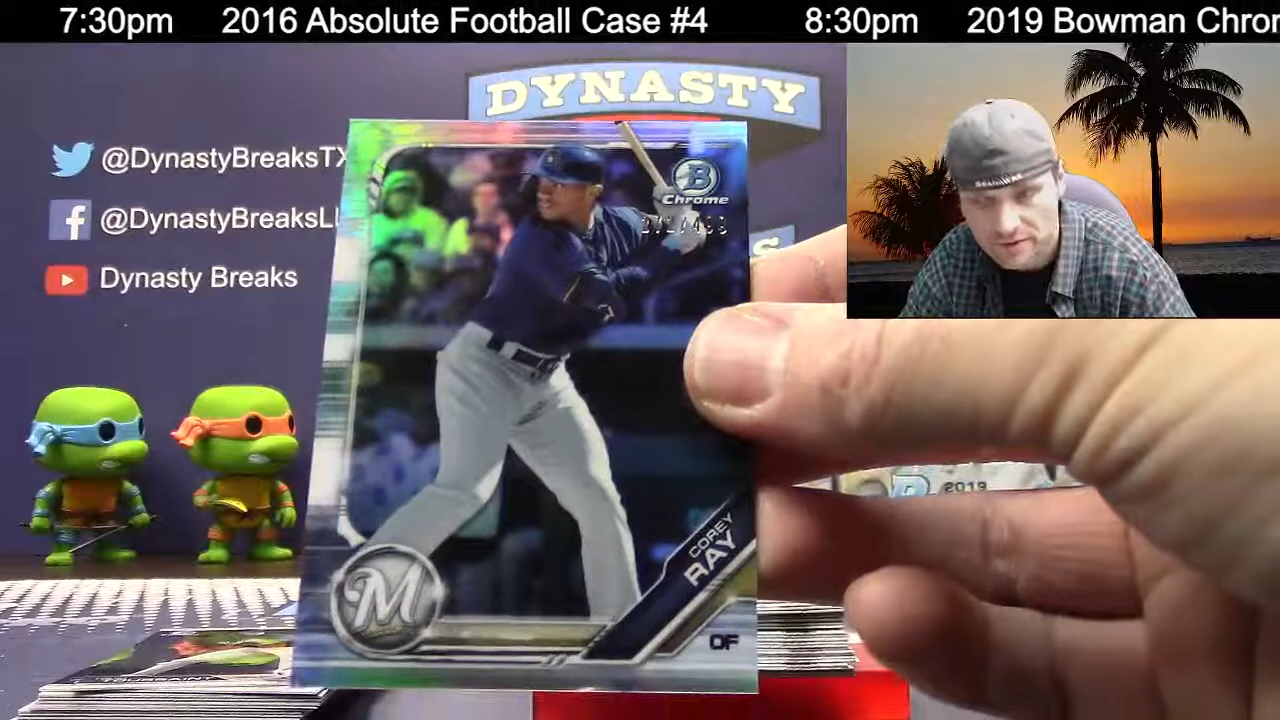 7:30pm 2016 Absolute Football Case #4 8:30pm 2019 Bowman Chron
DYNASTY
@DynastyBreaksTX
@DynastyBreaksLL
Dynasty Breaks
B
Chrome
COREY
RAY
M
OF
2019